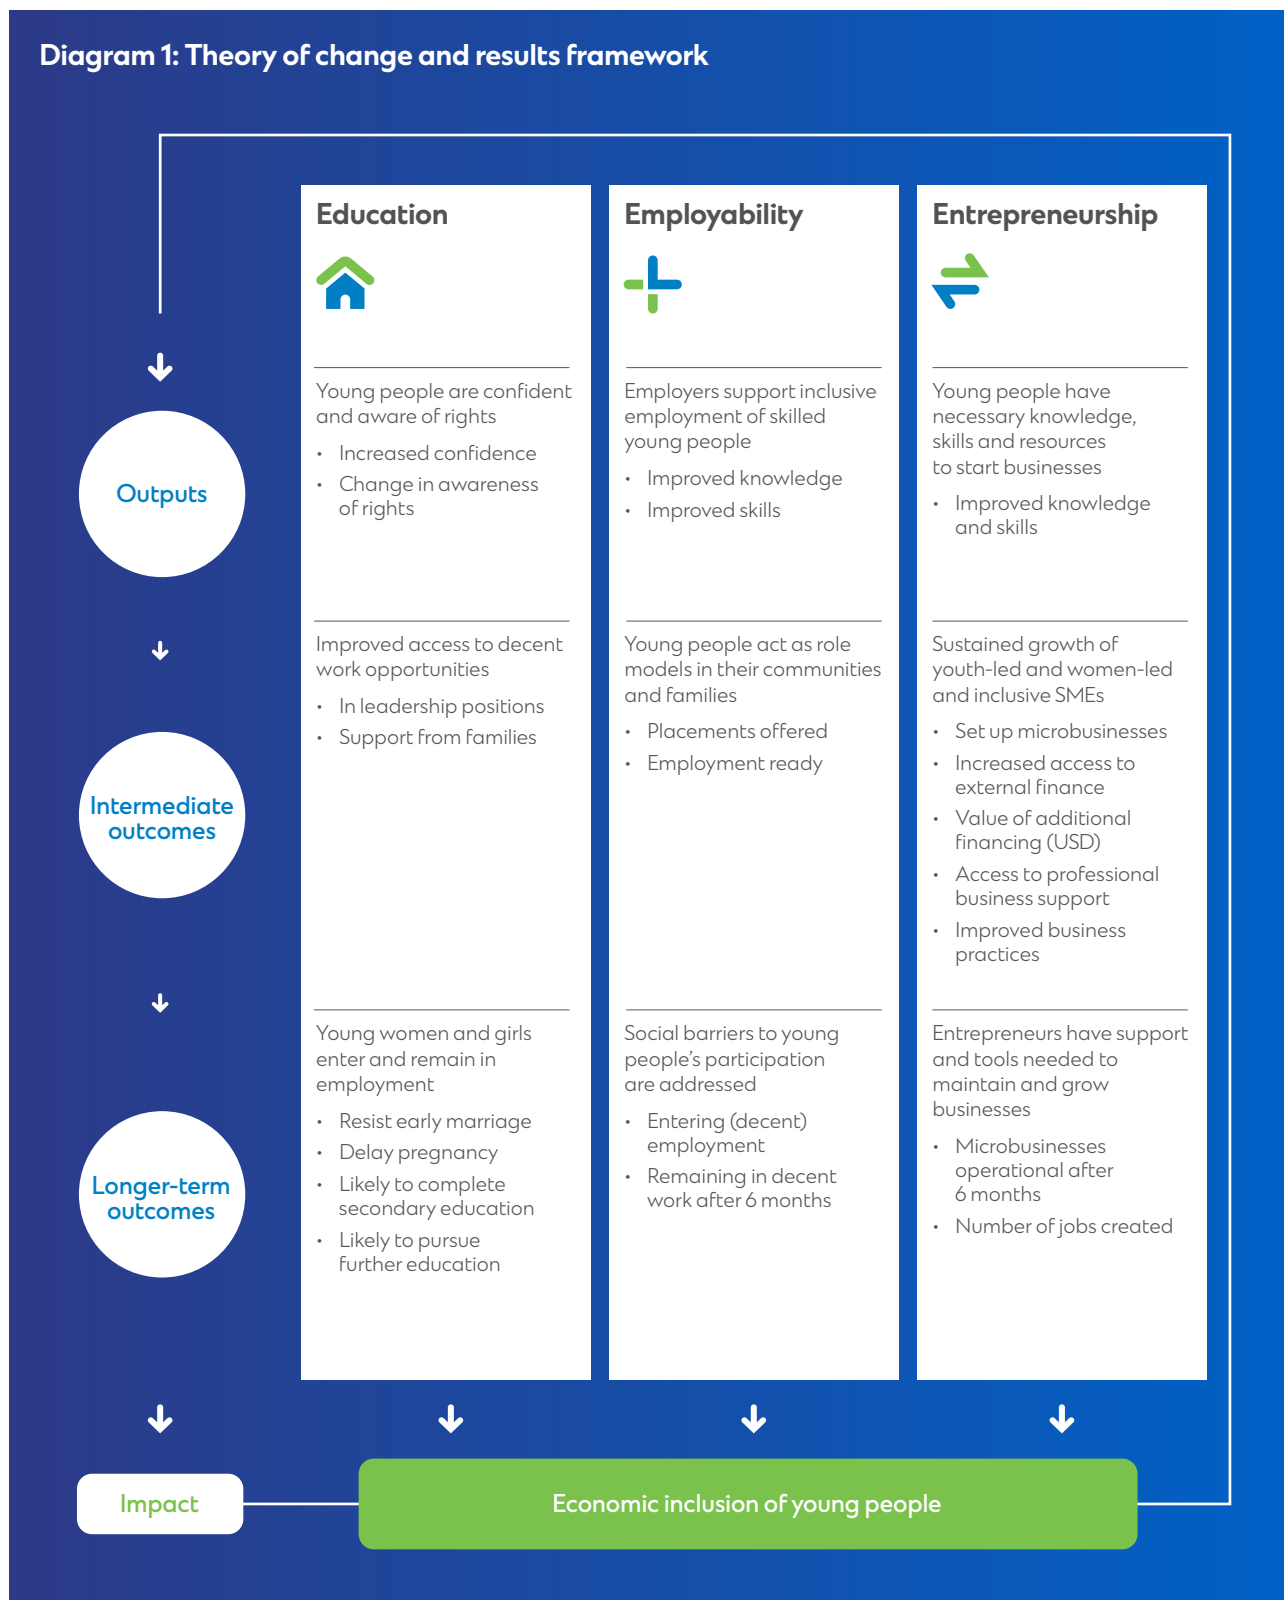 Diagram 1: Theory of change and results framework
Education
Employability
Entrepreneurship
Outputs
Young people are confident
and aware of rights
• Increased confidence
• Change in awareness
of rights
Employers support inclusive
employment of skilled
young people
• Improved knowledge
• Improved skills
Young people have
necessary knowledge,
skills and resources
to start businesses
• Improved knowledge
and skills
Intermediate
outcomes
Improved access to decent
work opportunities
• In leadership positions
• Support from families
Young people act as role
models in their communities
and families
• Placements offered
• Employment ready
Sustained growth of
youth-led and women-led
and inclusive SMEs
• Set up microbusinesses
• Increased access to
external finance
• Value of additional
financing (USD)
• Access to professional
business support
• Improved business
practices
Longer-term
outcomes
Young women and girls
enter and remain in
employment
• Resist early marriage
• Delay pregnancy
• Likely to complete
secondary education
• Likely to pursue
further education
Social barriers to young
people’s participation
are addressed
• Entering (decent)
employment
• Remaining in decent
work after 6 months
Entrepreneurs have support
and tools needed to
maintain and grow
businesses
• Microbusinesses
operational after
6 months
• Number of jobs created
Impact
Economic inclusion of young people